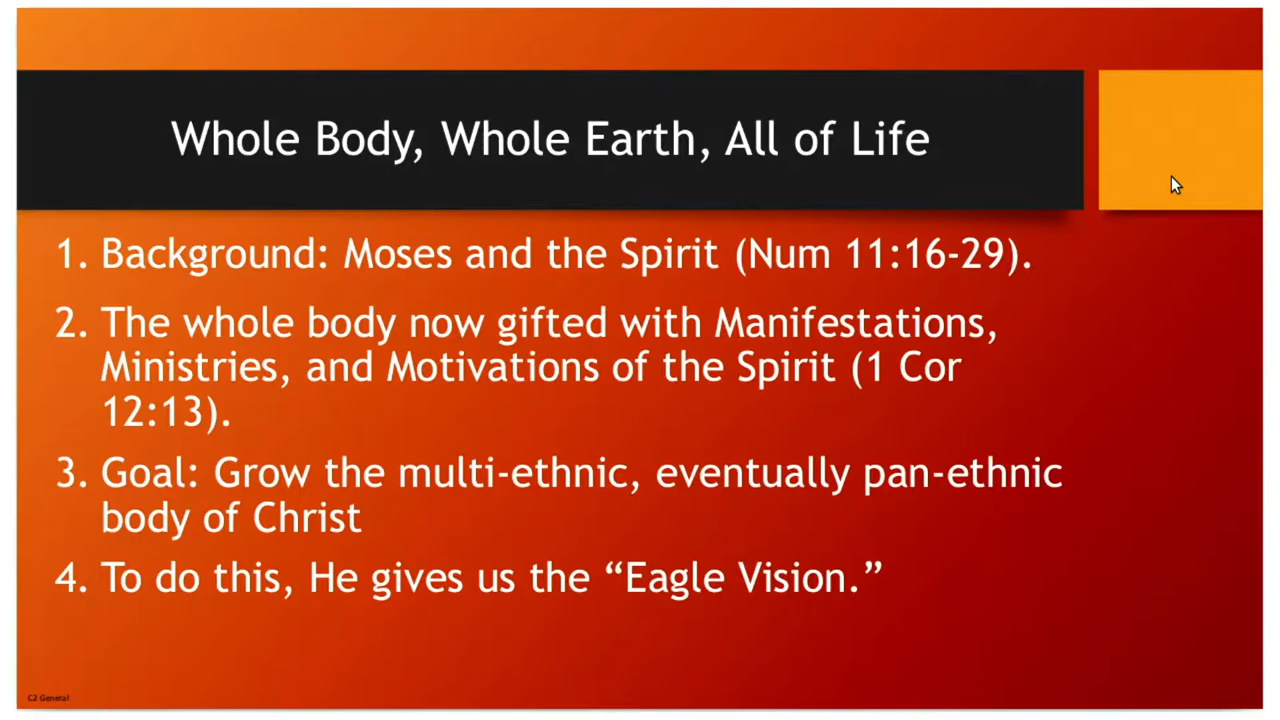 Whole Body, Whole Earth, All of Life
1. Background: Moses and the Spirit (Num 11:16-29).
2. The whole body now gifted with Manifestations,
Ministries, and Motivations of the Spirit (1 Cor
12:13).
3. Goal: Grow the multi-ethnic, eventually pan-ethnic
body of Christ
4. To do this, He gives us the “Eagle Vision.”
C2 General